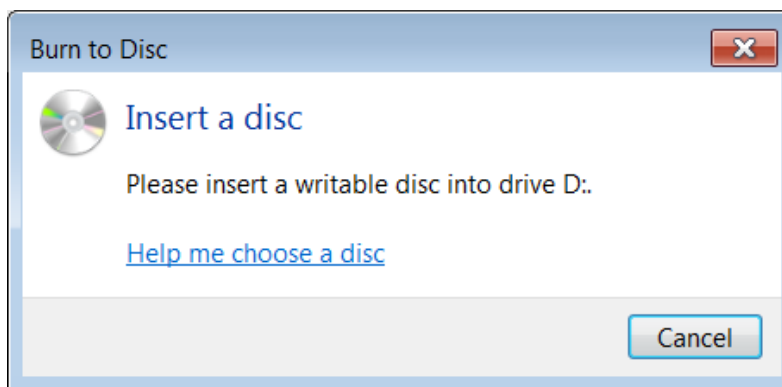 Burn to Disc
Insert a disc
Please insert a writable disc into drive D:.
Help me choose a disc
Cancel